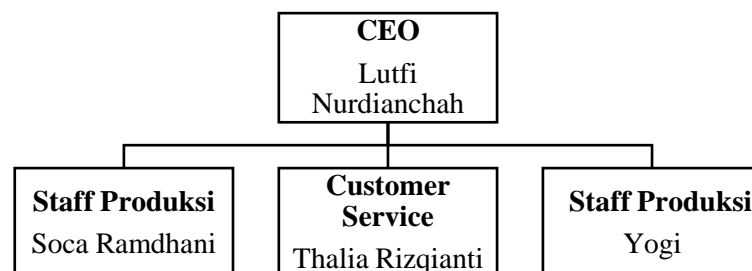 CEO
Lutfi
Nurdianchah
Staff Produksi
Soca Ramdhani
Customer
Service
Thalia Rizqianti
Staff Produksi
Yogi